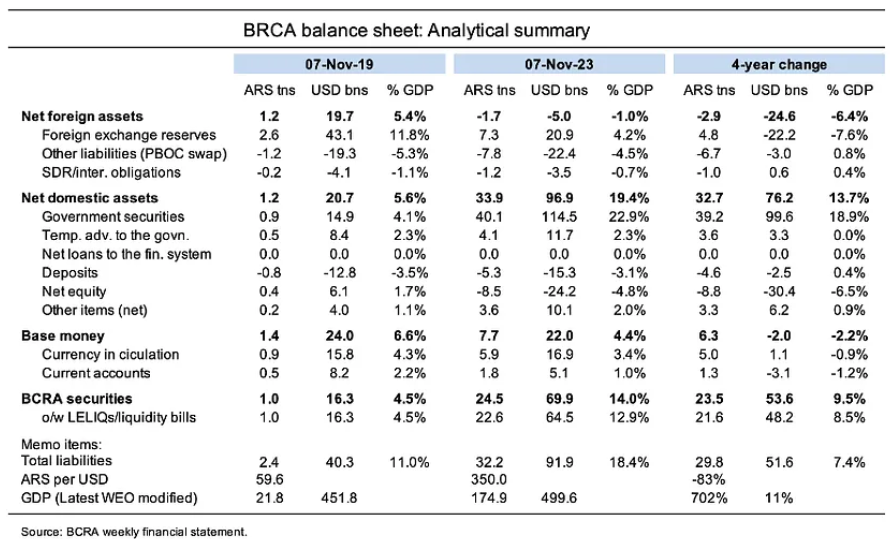 BRCA balance sheet: Analytical summary
07-Nov-19 07-Nov-23 4-year change
ARS tns USD bns % GDP ARS tns USD bns % GDP ARS tns USD bns % GDP
Net foreign assets 1.2 19.7 5.4% -1.7 -5.0 -1.0% -2.9 -24.6 -6.4%
Foreign exchange reserves 2.6 43.1 11.8% 7.3 20.9 4.2% 4.8 -22.2 -7.6%
Other liabilities (PBOC swap) -1.2 -19.3 -5.3% -7.8 -22.4 -4.5% -6.7 -3.0 0.8%
SDR/inter. obligations -0.2 -4.1 -1.1% -1.2 -3.5 -0.7% -1.0 0.6 0.4%
Net domestic assets 1.2 20.7 5.6% 33.9 96.9 19.4% 32.7 76.2 13.7%
Government securities 0.9 14.9 4.1% 40.1 114.5 22.9% 39.2 99.6 18.9%
Temp. adv. to the govn. 0.5 8.4 2.3% 4.1 11.7 2.3% 3.6 3.3 0.0%
Net loans to the fin. system 0.0 0.0 0.0% 0.0 0.0 0.0% 0.0 0.0 0.0%
Deposits -0.8 -12.8 -3.5% -5.3 -15.3 -3.1% -4.6 -2.5 0.4%
Net equity 0.4 6.1 1.7% -8.5 -24.2 -4.8% -8.8 -30.4 -6.5%
Other items (net) 0.2 4.0 1.1% 3.6 10.1 2.0% 3.3 6.2 0.9%
Base money 1.4 24.0 6.6% 7.7 22.0 4.4% 6.3 -2.0 -2.2%
Currency in ciculation 0.9 15.8 4.3% 5.9 16.9 3.4% 5.0 1.1 -0.9%
Current accounts 0.5 8.2 2.2% 1.8 5.1 1.0% 1.3 -3.1 -1.2%
BCRA securities 1.0 16.3 4.5% 24.5 69.9 14.0% 23.5 53.6 9.5%
o/w LELIQs/liquidity bills 1.0 16.3 4.5% 22.6 64.5 12.9% 21.6 48.2 8.5%
Memo items:
Total liabilities 2.4 40.3 11.0% 32.2 91.9 18.4% 29.8 51.6 7.4%
ARS per USD 59.6 350.0 -83%
GDP (Latest WEO modified) 21.8 451.8 174.9 499.6 702% 11%
Source: BCRA weekly financial statement.